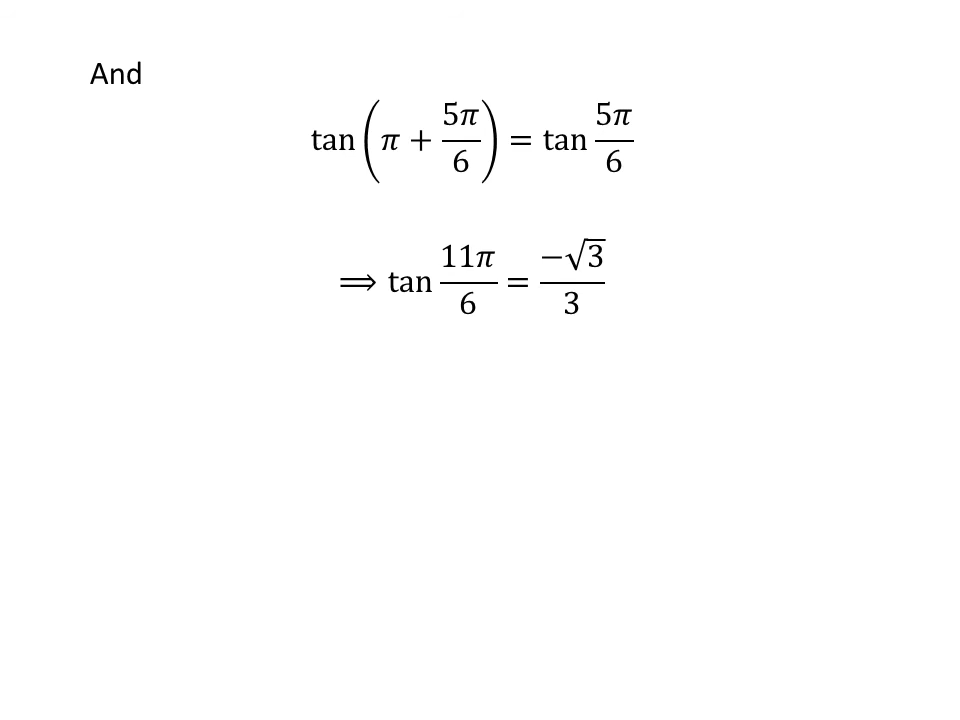 And
tan(π + 5π/6) = tan 5π/6
⟹ tan 11π/6 = −√3/3